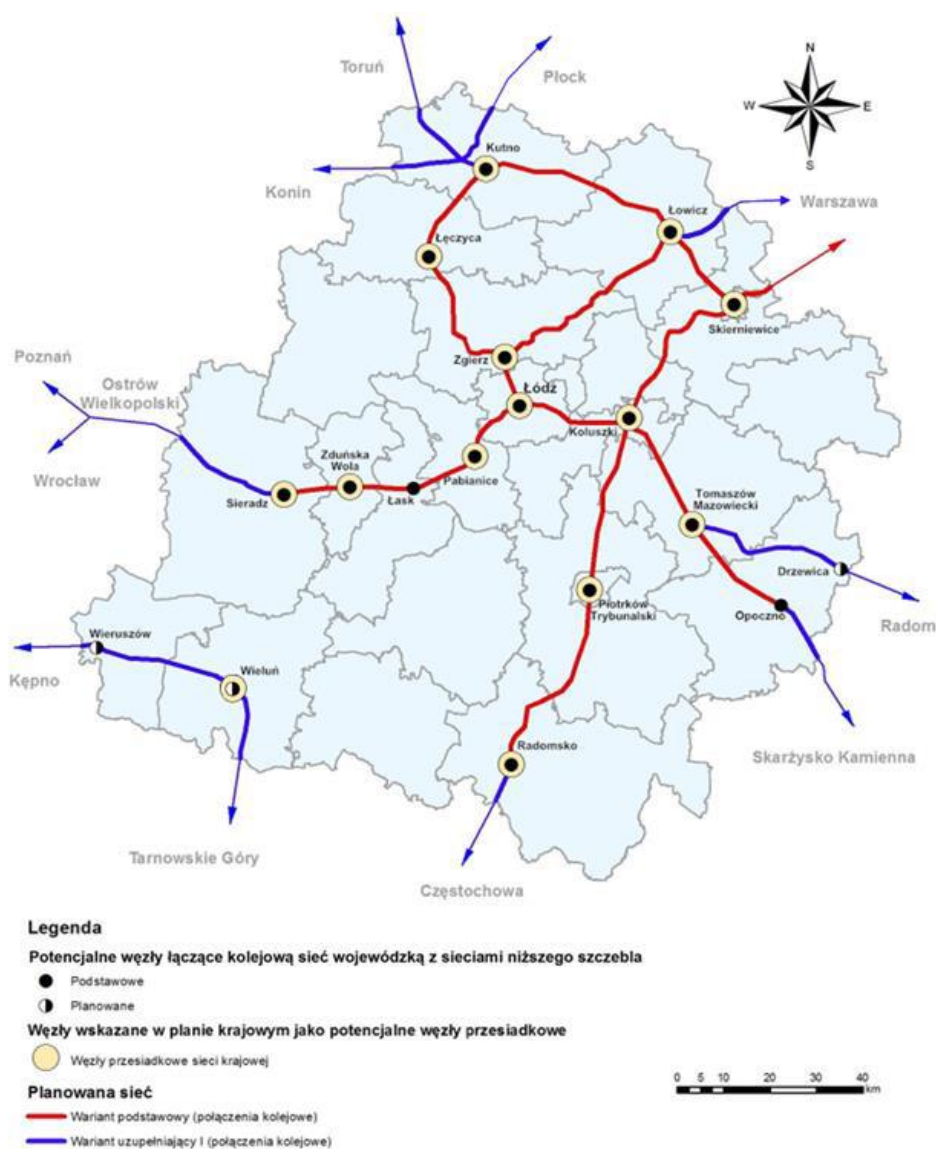 N
W
E
S
Toruń
Płock
Kutno
Konin
Łowicz
Warszawa
Łęczyca
Skierniewice
Poznań
Zgierz
Ostrów
Wielkopolski
Łódź
Koluszki
Zduńska
Wola
Wrocław
Pabianice
Sieradz
Łask
Tomaszów
Mazowiecki
Drzewica
Piotrków
Trybunalski
Opoczno
Radom
Wieruszów
Wieluń
Kępno
Radomsko
Skarżysko Kamienna
Tarnowskie Góry
Częstochowa
Legenda
Potencjalne węzły łączące kolejową sieć wojewódzką z sieciami niższego szczebla
Podstawowe
Planowane
Węzły wskazane w planie krajowym jako potencjalne węzły przesiadkowe
Węzły przesiadkowe sieci krajowej
Planowana sieć
0 5 10 20 30 40
km
Wariant podstawowy (połączenia kolejowe)
Wariant uzupełniający I (połączenia kolejowe)